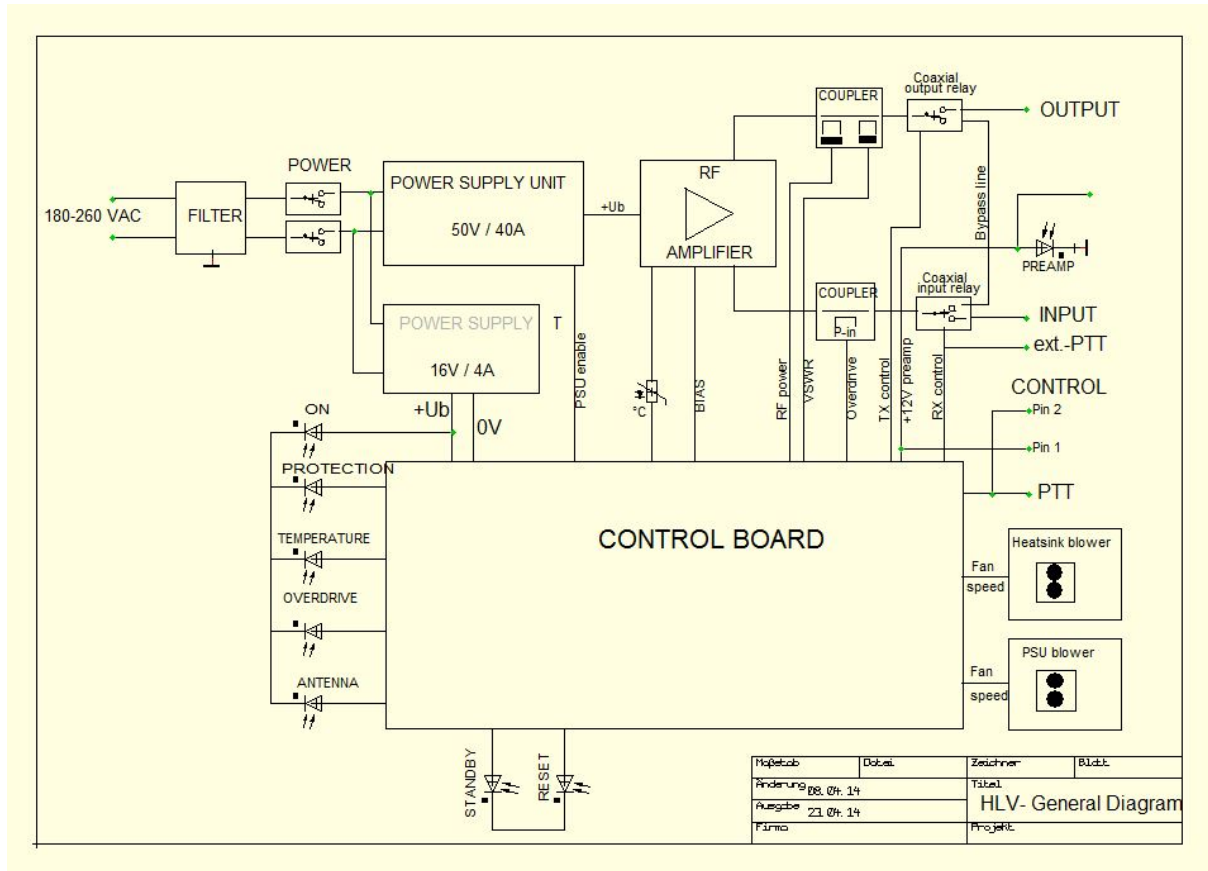 Coaxial
output relay
COUPLER
OUTPUT
POWER
RF
POWER SUPPLY UNIT
180-260 VAC
FILTER
+Ub
50V / 40A
Bypass line
AMPLIFIER
PREAMP
Coaxial
input relay
COUPLER
INPUT
POWER SUPPLY
T
P-in
ext.-PTT
16V / 4A
PSU enable
°C
BIAS
RF power
VSWR
Overdrive
TX control
+12V preamp
RX control
CONTROL
ON
+Ub
0V
Pin 2
Pin 1
PROTECTION
PTT
TEMPERATURE
CONTROL BOARD
Heatsink blower
Fan
speed
OVERDRIVE
PSU blower
Fan
speed
ANTENNA
STANDBY
RESET
Maßstab
Datei
Zeichner
Blatt
Änderung 08. 04. 14
Titel
HLV- General Diagram
Ausgabe 23. 04. 14
Firma
Projekt